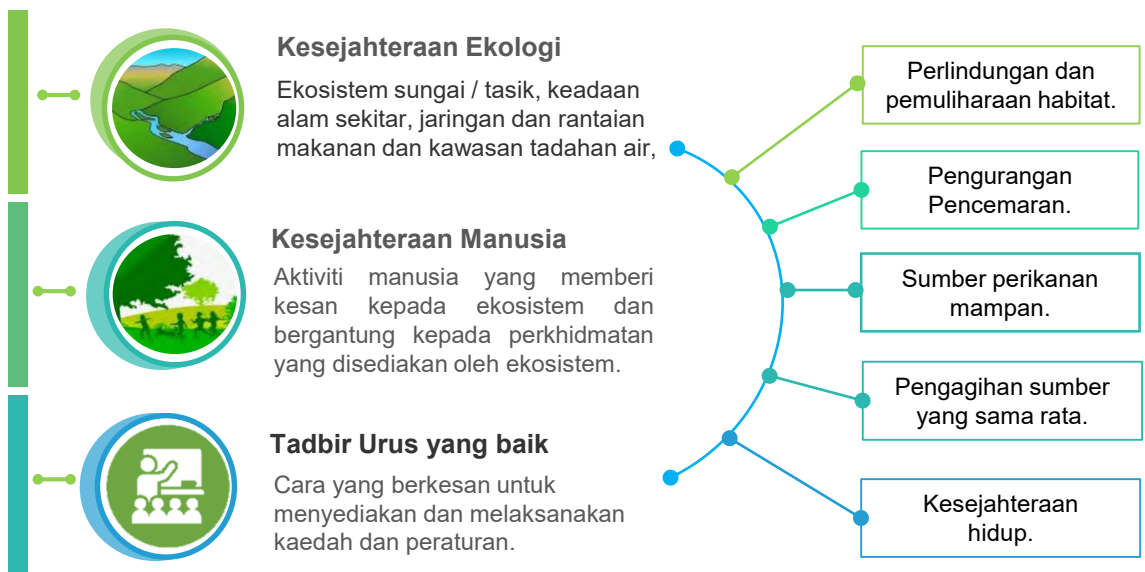 Kesejahteraan Ekologi
Ekosistem sungai / tasik, keadaan
alam sekitar, jaringan dan rantaian
makanan dan kawasan tadahan air,
Kesejahteraan Manusia
Aktiviti manusia yang memberi
kesan kepada ekosistem dan
bergantung kepada perkhidmatan
yang disediakan oleh ekosistem.
Tadbir Urus yang baik
Cara yang berkesan untuk
menyediakan dan melaksanakan
kaedah dan peraturan.
Perlindungan dan
pemuliharaan habitat.
Pengurangan
Pencemaran.
Sumber perikanan
mampan.
Pengagihan sumber
yang sama rata.
Kesejahteraan
hidup.